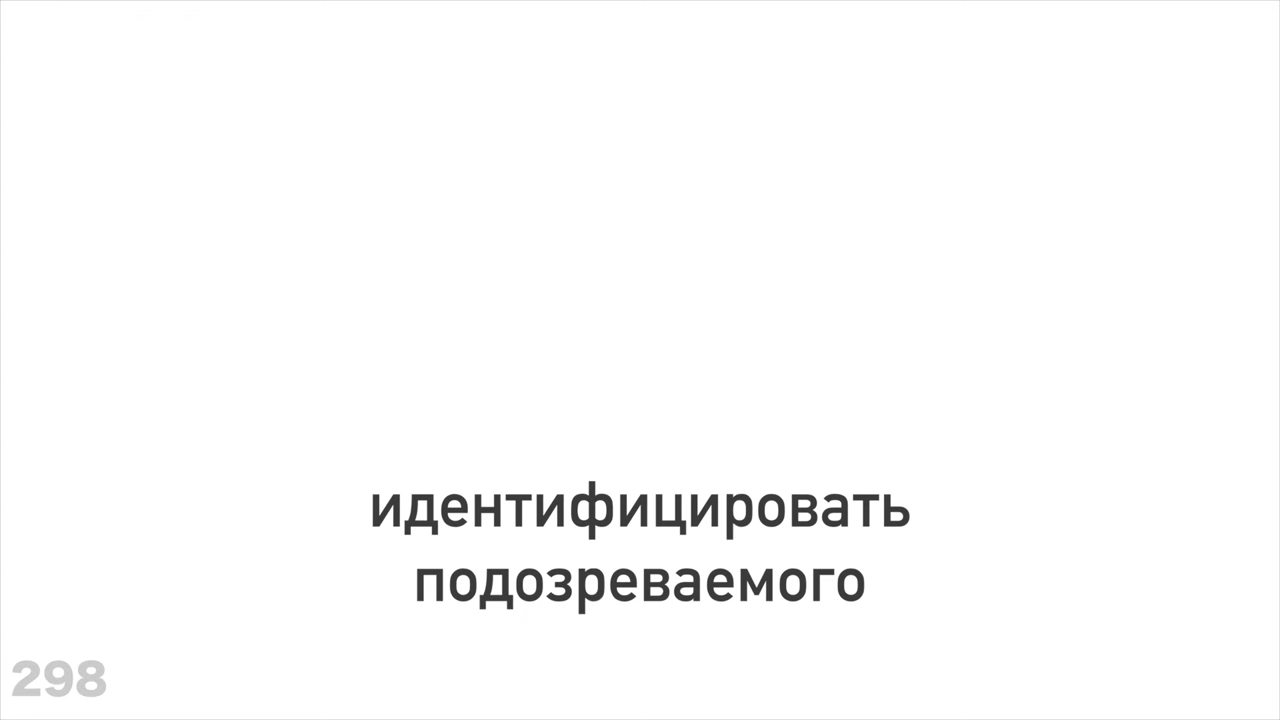 идентифицировать
подозреваемого
298